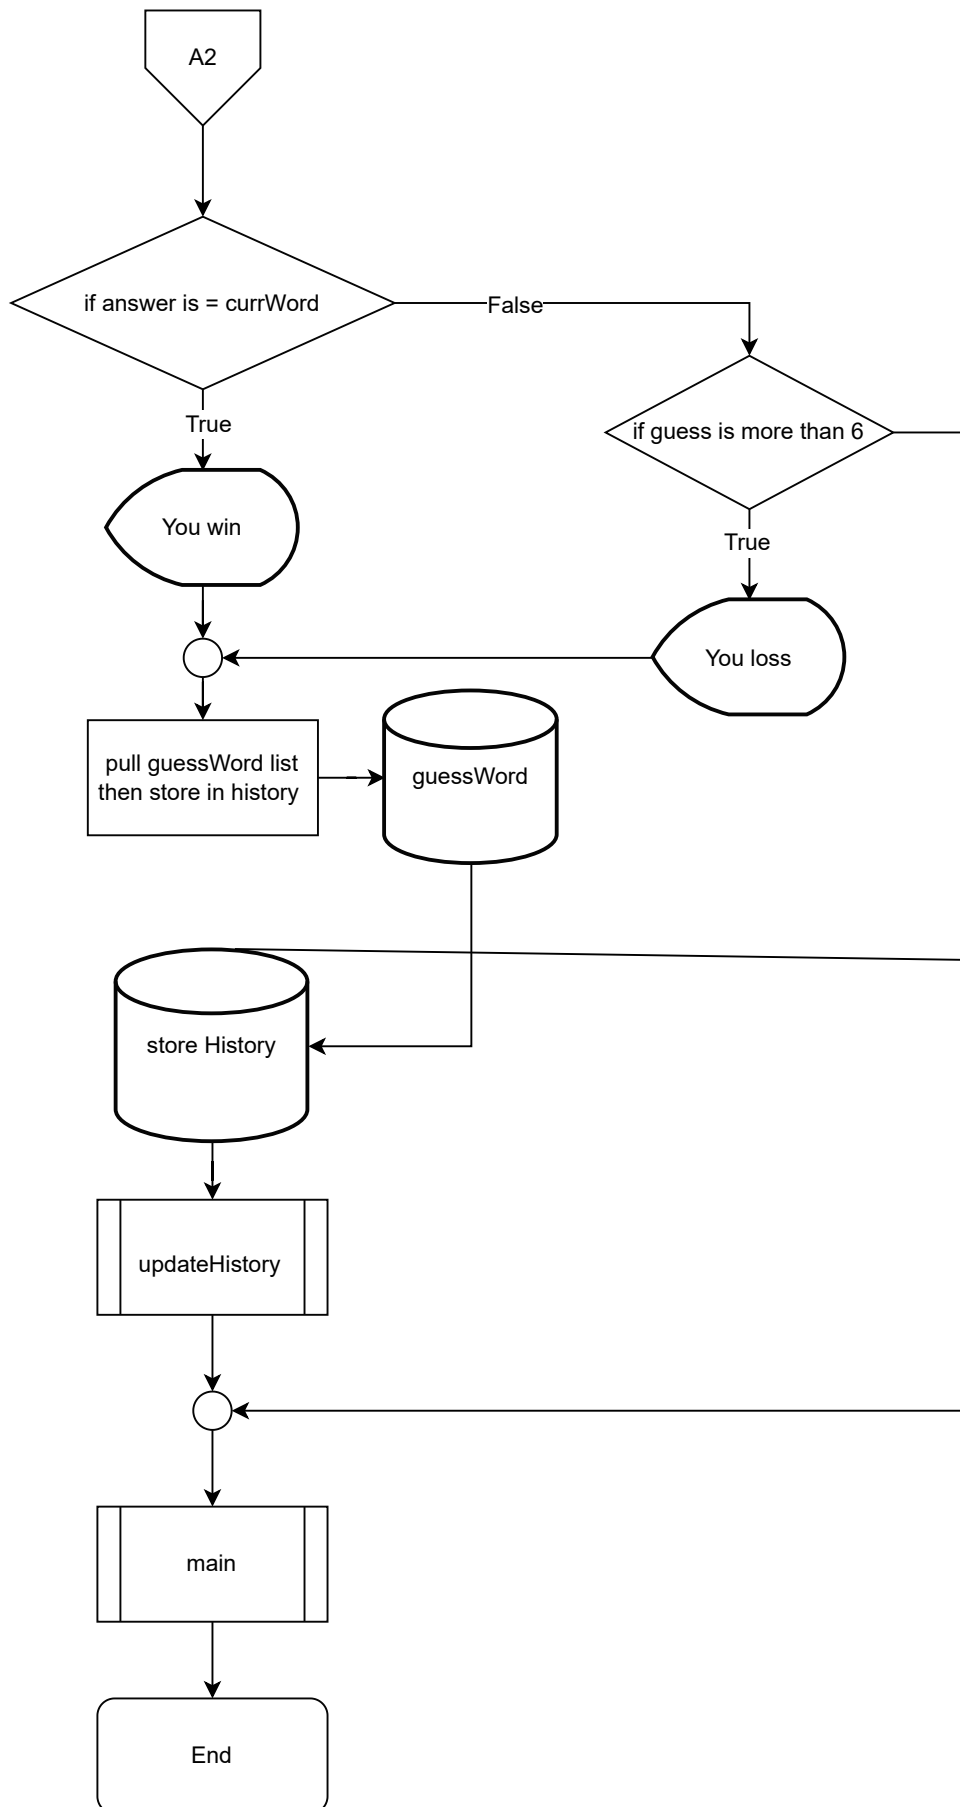 A2
if answer is = currWord
False
if guess is more than 6
True
True
You win
You loss
pull guessWord list
then store in history
guessWord
store History
updateHistory
main
End